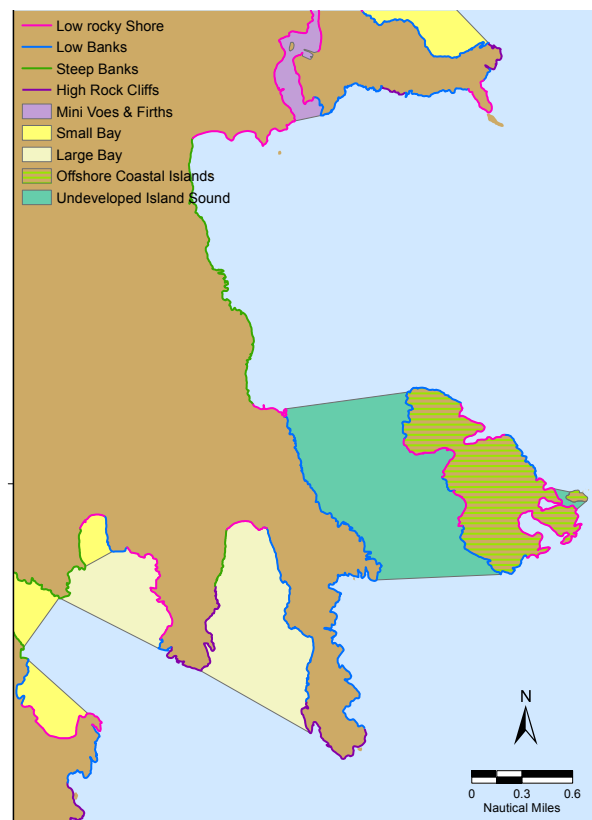 Low rocky Shore
Low Banks
Steep Banks
High Rock Cliffs
Mini Voes & Firths
Small Bay
Large Bay
Offshore Coastal Islands
Undeveloped Island Sound
N
0 0.3 0.6
Nautical Miles